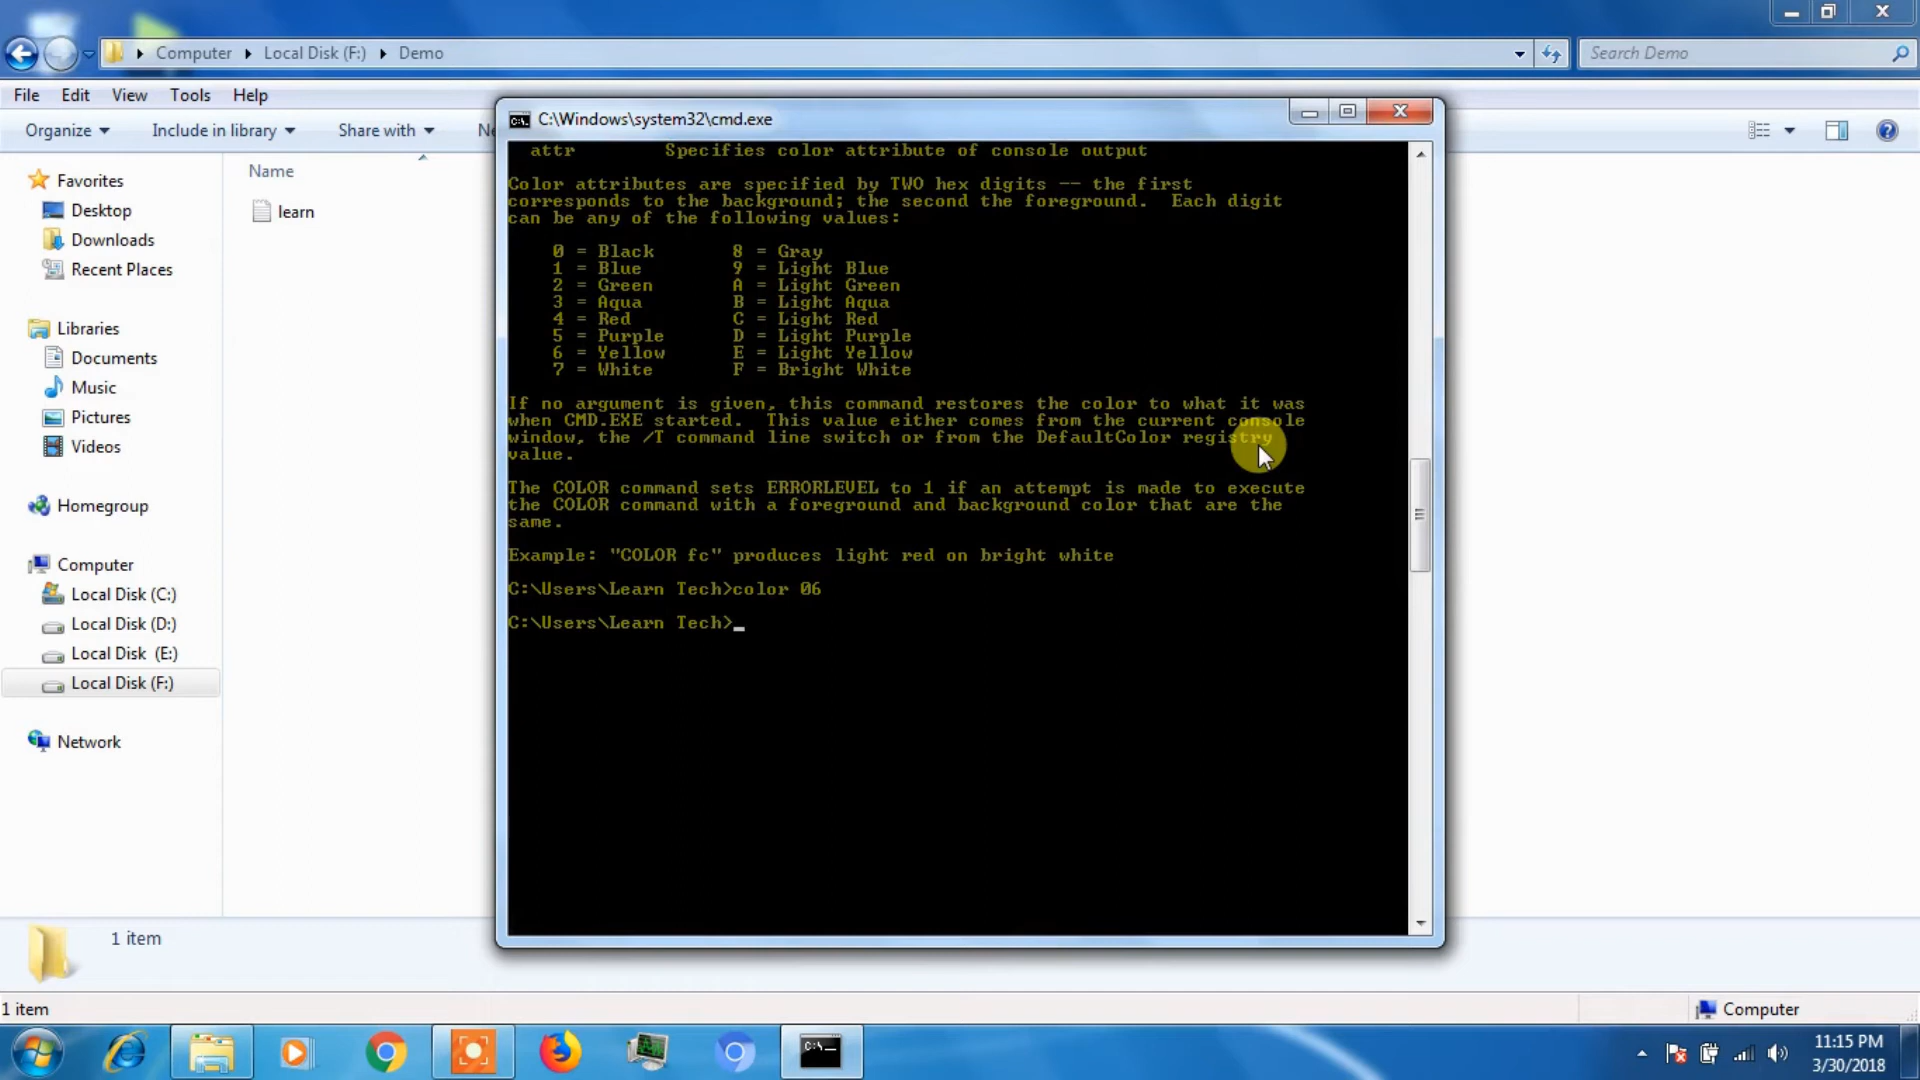 Computer Local Disk (F:) Demo
Search Demo
File Edit View Tools Help
Organize Include in library Share with Ne
C:\Windows\system32\cmd.exe
Name
learn
Favorites
Desktop
Downloads
Recent Places
Libraries
Documents
Music
Pictures
Videos
Homegroup
Computer
Local Disk (C:)
Local Disk (D:)
Local Disk (E:)
Local Disk (F:)
Network
attr Specifies color attribute of console output
Color attributes are specified by TWO hex digits -- the first
corresponds to the background; the second the foreground. Each digit
can be any of the following values:
0 = Black 8 = Gray
1 = Blue 9 = Light Blue
2 = Green A = Light Green
3 = Aqua B = Light Aqua
4 = Red C = Light Red
5 = Purple D = Light Purple
6 = Yellow E = Light Yellow
7 = White F = Bright White
If no argument is given, this command restores the color to what it was
when CMD.EXE started. This value either comes from the current console
window, the /T command line switch or from the DefaultColor registry
value.
The COLOR command sets ERRORLEVEL to 1 if an attempt is made to execute
the COLOR command with a foreground and background color that are the
same.
Example: "COLOR fc" produces light red on bright white
C:\Users\Learn Tech>color 06
C:\Users\Learn Tech>_
1 item
1 item
Computer
11:15 PM
3/30/2018